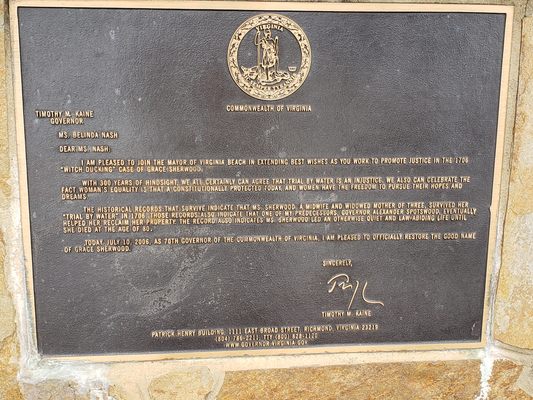 VIRGINIA
COMMONWEALTH OF VIRGINIA
TIMOTHY M. KAINE
GOVERNOR
MS. BELINDA NASH
DEAR MS. NASH:
I AM PLEASED TO JOIN THE MAYOR OF VIRGINIA BEACH IN EXTENDING BEST WISHES AS YOU WORK TO PROMOTE JUSTICE IN THE 1706
"WITCH DUCKING" CASE OF GRACE SHERWOOD.
WITH 300 YEARS OF HINDSIGHT, WE ALL CERTAINLY CAN AGREE THAT TRIAL BY WATER IS AN INJUSTICE. WE ALSO CAN CELEBRATE THE
FACT WOMAN'S EQUALITY IS THAT A CONSTITUTIONALLY PROTECTED TODAY, AND WOMEN HAVE THE FREEDOM TO PURSUE THEIR HOPES AND
DREAMS.
THE HISTORICAL RECORDS THAT SURVIVE INDICATE THAT MS. SHERWOOD, A MIDWIFE AND WIDOWED MOTHER OF THREE, SURVIVED HER
"TRIAL BY WATER" IN 1706. THOSE RECORDS ALSO INDICATE THAT ONE OF MY PREDECESSORS, GOVERNOR ALEXANDER SPOTSWOOD, EVENTUALLY
HELPED HER RECLAIM HER PROPERTY. THE RECORD ALSO INDICATES MS. SHERWOOD LED AN OTHERWISE QUIET AND LAW-ABIDING LIFE UNTIL
SHE DIED AT THE AGE OF 80.
TODAY, JULY 10, 2006, AS 70TH GOVERNOR OF THE COMMONWEALTH OF VIRGINIA, I AM PLEASED TO OFFICIALLY RESTORE THE GOOD NAME
OF GRACE SHERWOOD.
SINCERELY,
TIMOTHY M. KAINE
PATRICK HENRY BUILDING, 1111 EAST BROAD STREET, RICHMOND, VIRGINIA 23219
(804) 786-2211, TTY (800) 828-1120
WWW.GOVERNOR.VIRGINIA.GOV